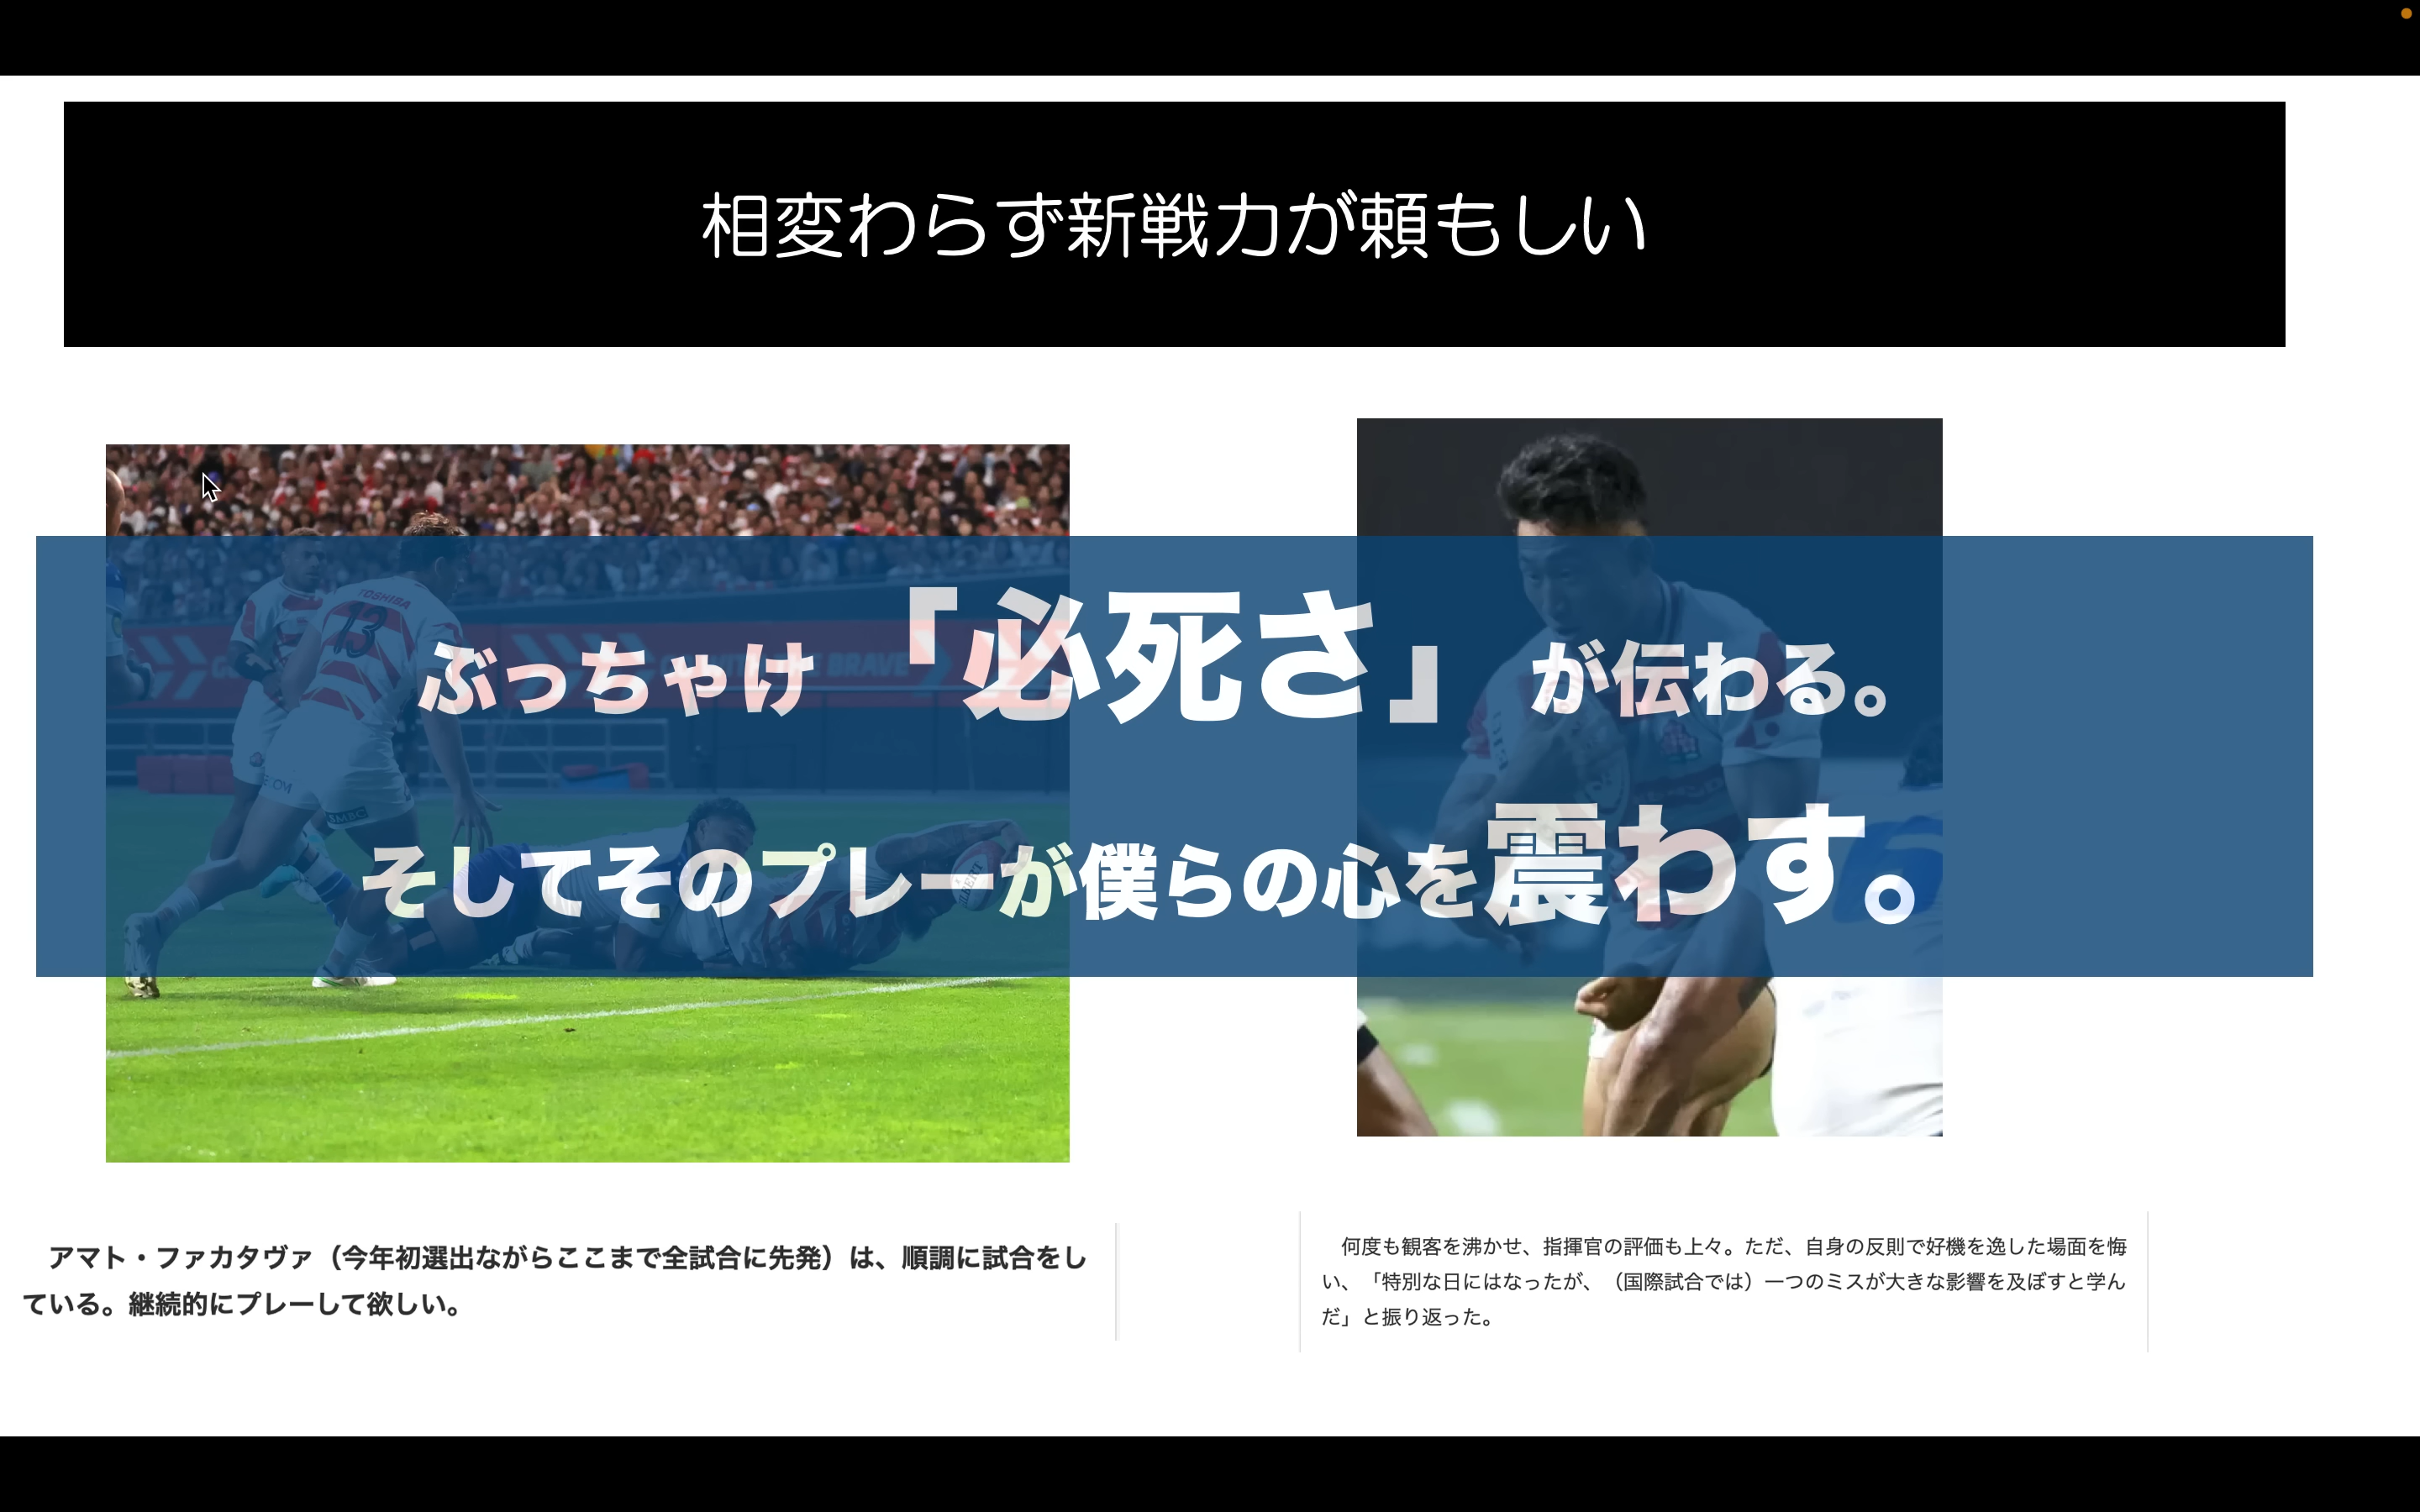 相変わらず新戦力が頼もしい
TOSHIBA
13
BRAVE
ぶっちゃけ「必死さ」が伝わる。
SMBC
そしてそのプレーが僕らの心を震わす。
アマト・ファカタヴァ（今年初選出ながらここまで全試合に先発）は、順調に試合をし
ている。継続的にプレーして欲しい。
何度も観客を沸かせ、指揮官の評価も上々。ただ、自身の反則で好機を逸した場面を悔
い、「特別な日にはなったが、（国際試合では）一つのミスが大きな影響を及ぼすと学ん
だ」と振り返った。